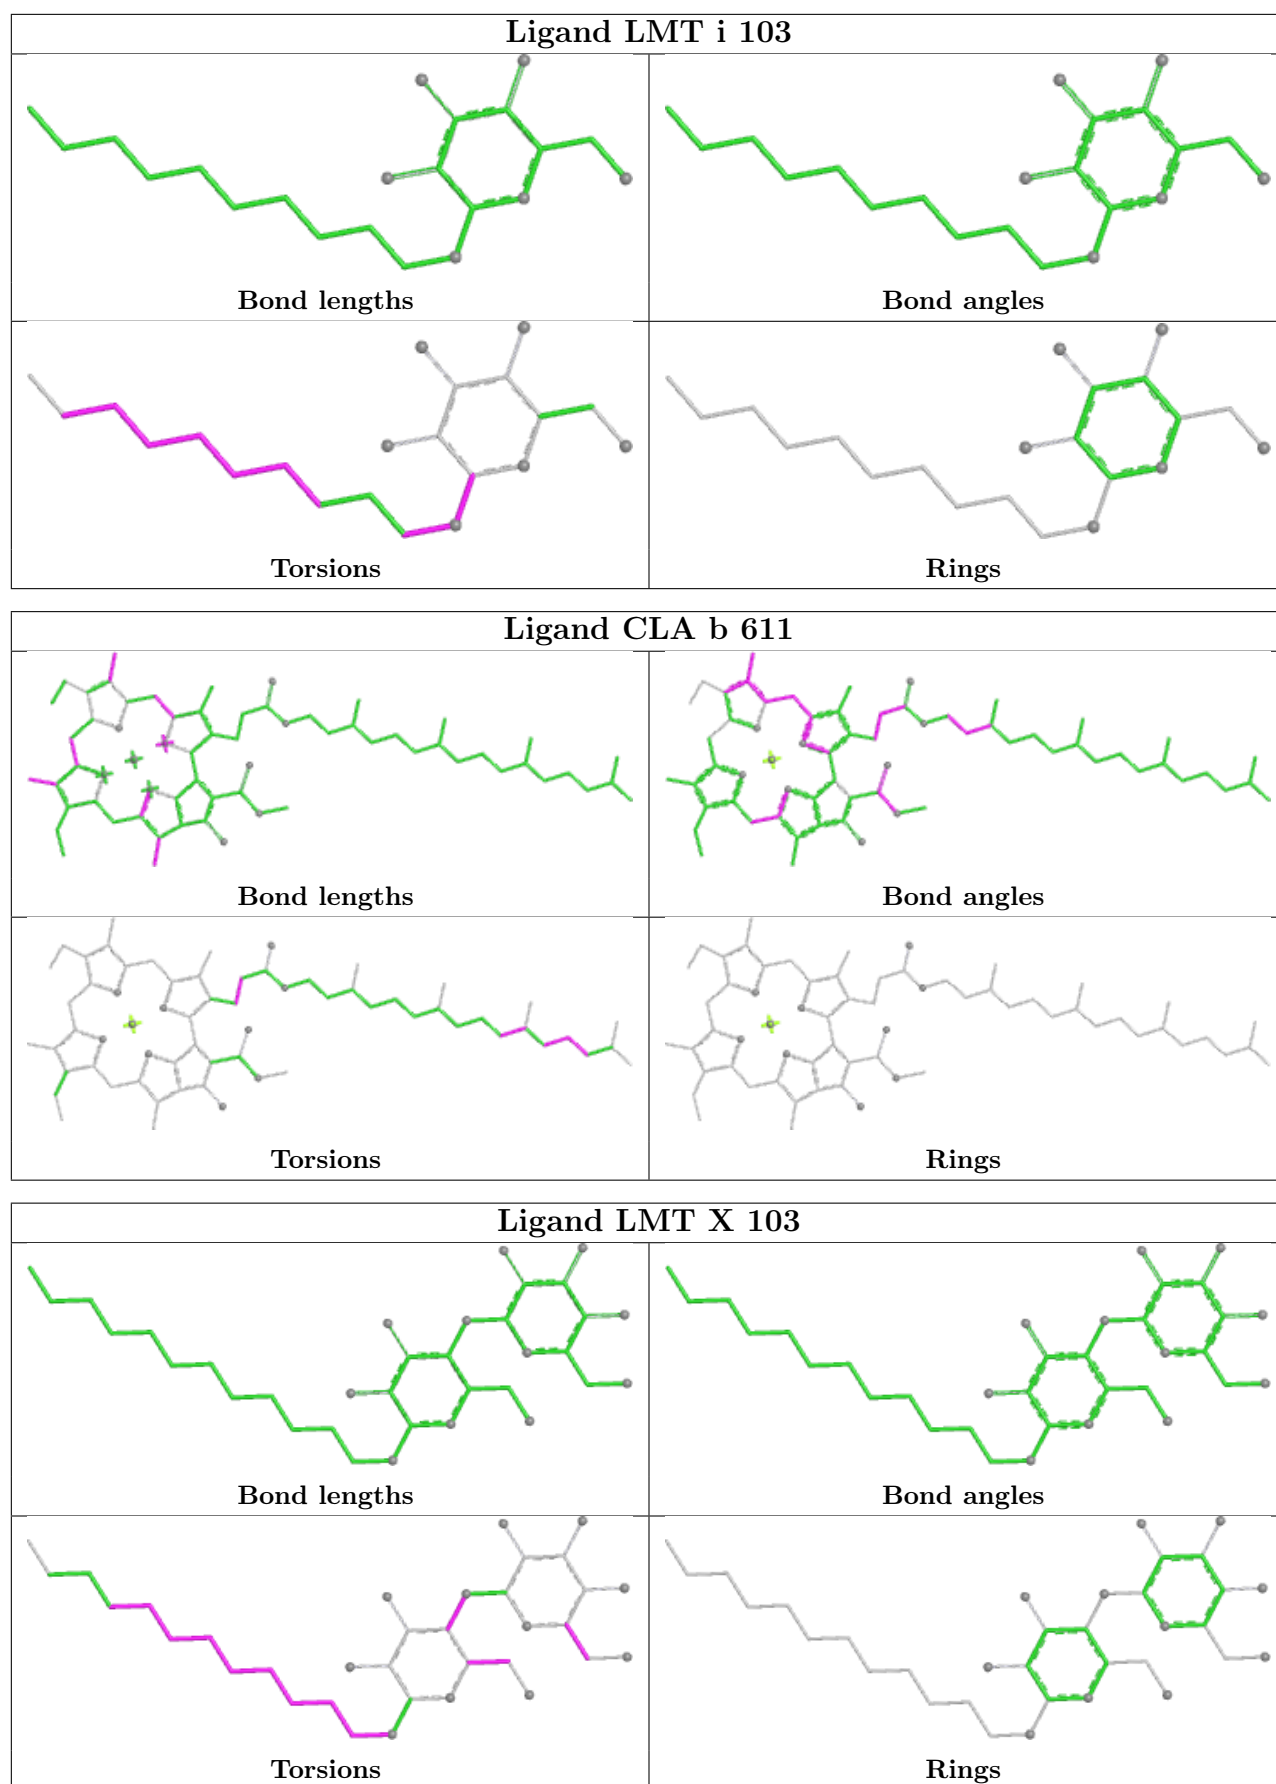 Ligand LMT i 103
Bond lengths
Bond angles
Torsions
Rings
Ligand CLA b 611
Bond lengths
Bond angles
Torsions
Rings
Ligand LMT X 103
Bond lengths
Bond angles
Torsions
Rings